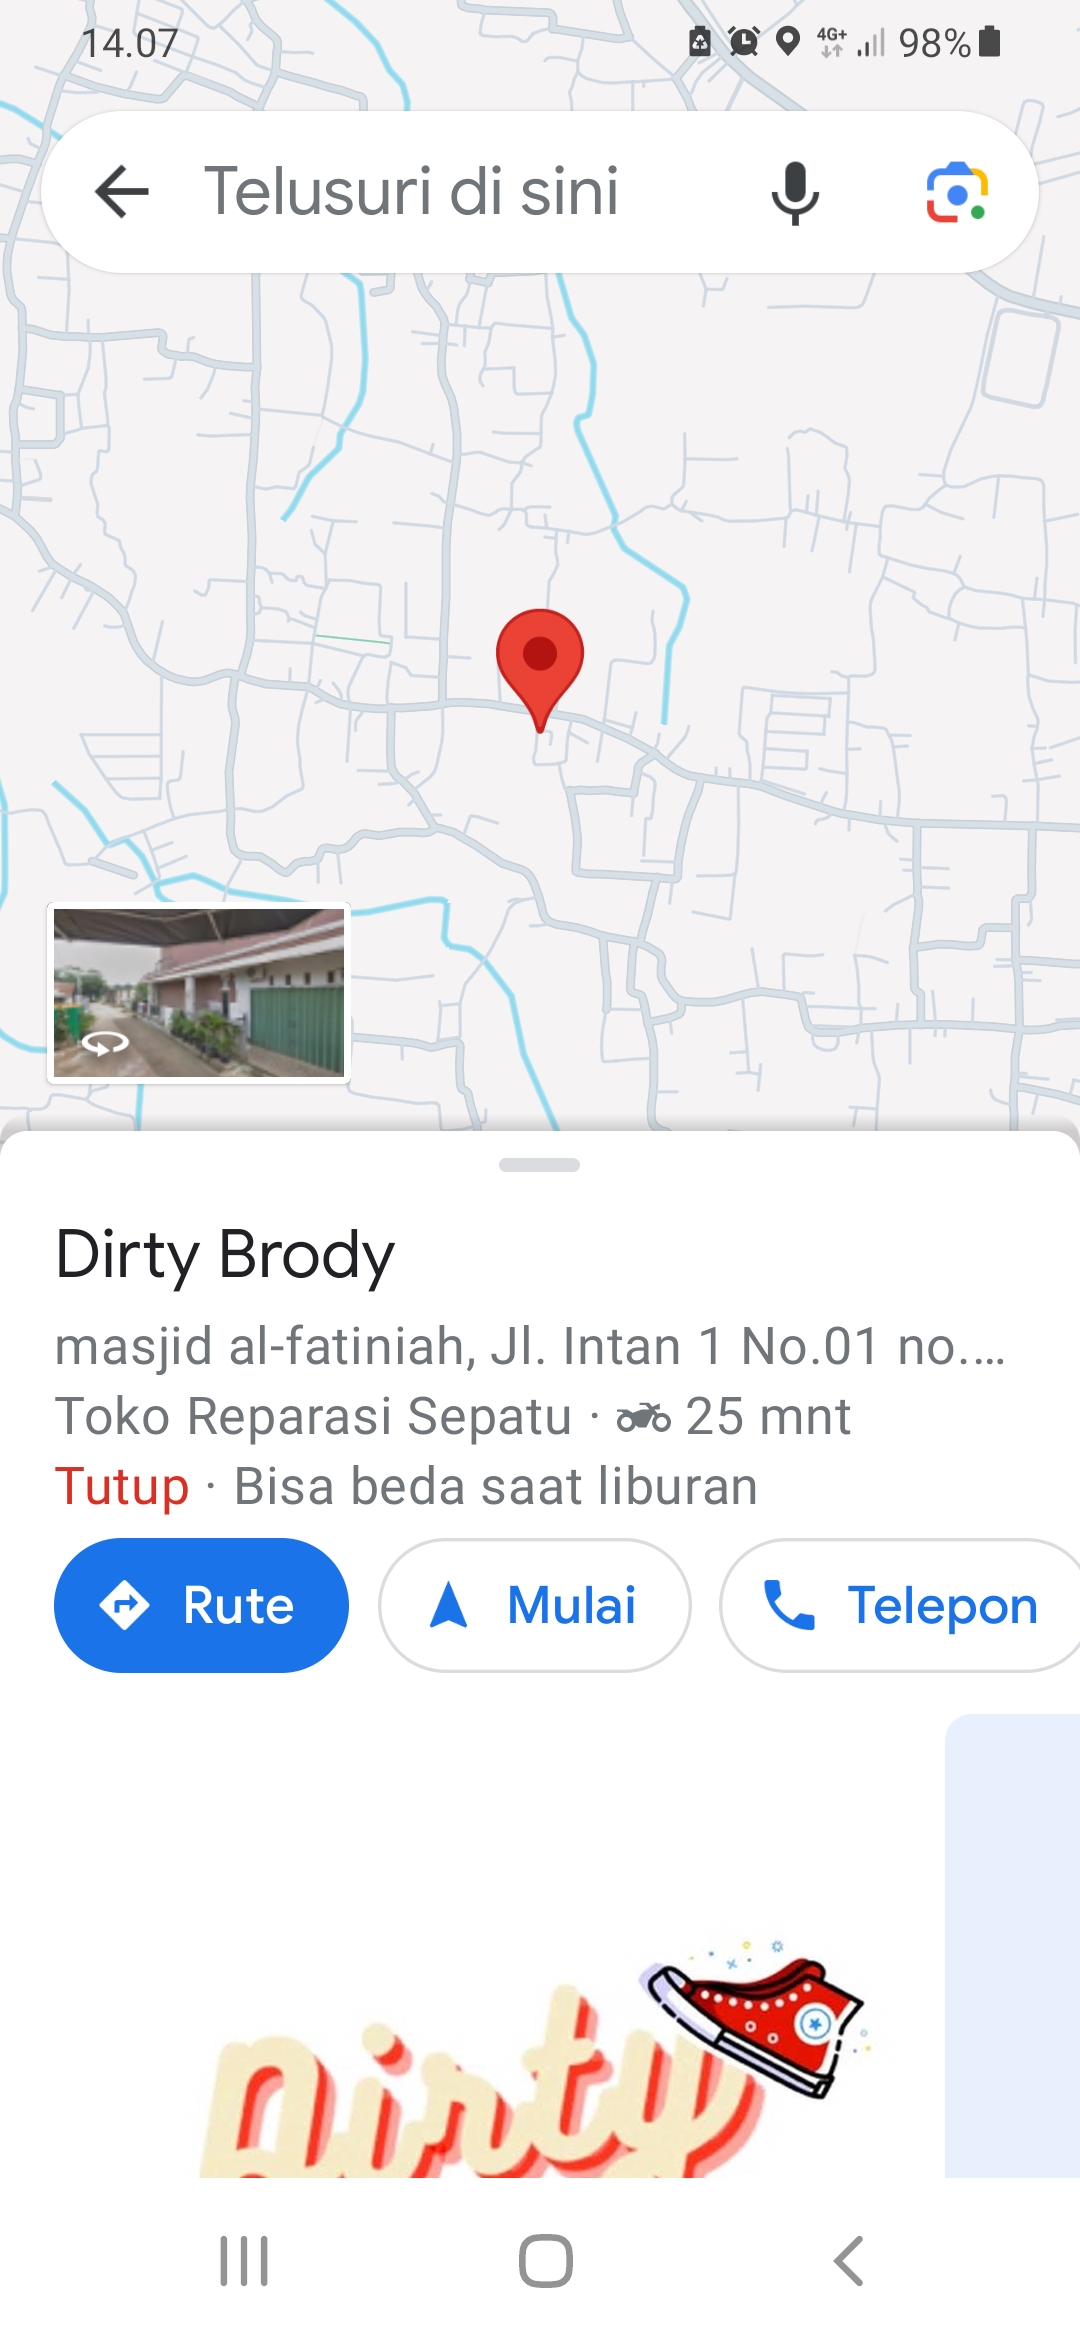 14.07
4G+
98%
Telusuri di sini
Dirty Brody
masjid al-fatiniah, Jl. Intan 1 No.01 no.…
Toko Reparasi Sepatu · 25 mnt
Tutup · Bisa beda saat liburan
Rute
Mulai
Telepon
Dirty